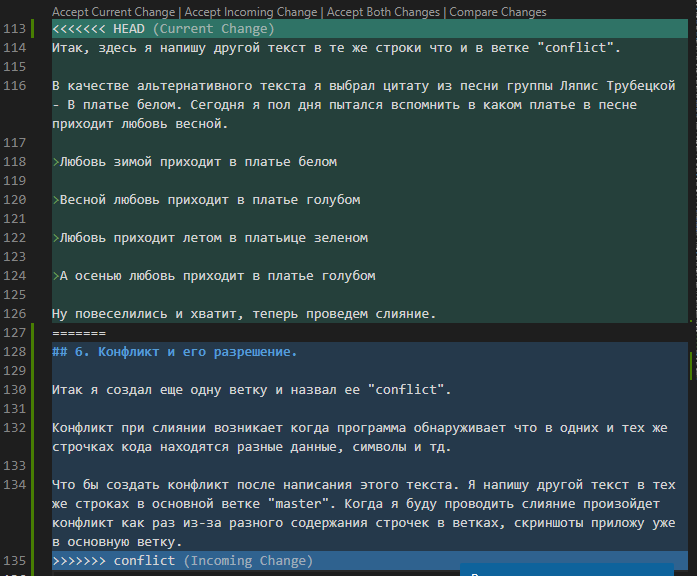 Accept Current Change | Accept Incoming Change | Accept Both Changes | Compare Changes
113 <<<<<<< HEAD (Current Change)
114 Итак, здесь я напишу другой текст в те же строки что и в ветке "conflict".
115
116 В качестве альтернативного текста я выбрал цитату из песни группы Ляпис Трубецкой
- В платье белом. Сегодня я пол дня пытался вспомнить в каком платье в песне
приходит любовь весной.
117
118 >Любовь зимой приходит в платье белом
119
120 >Весной любовь приходит в платье голубом
121
122 >Любовь приходит летом в платьице зеленом
123
124 >А осенью любовь приходит в платье голубом
125
126 Ну повеселились и хватит, теперь проведем слияние.
127 =======
128 ## 6. Конфликт и его разрешение.
129
130 Итак я создал еще одну ветку и назвал ее "conflict".
131
132 Конфликт при слиянии возникает когда программа обнаруживает что в одних и тех же
строчках кода находятся разные данные, символы и тд.
133
134 Что бы создать конфликт после написания этого текста. Я напишу другой текст в тех
же строках в основной ветке "master". Когда я буду проводить слияние произойдет
конфликт как раз из-за разного содержания строчек в ветках, скриншоты приложу уже
в основную ветку.
135 >>>>>>> conflict (Incoming Change)